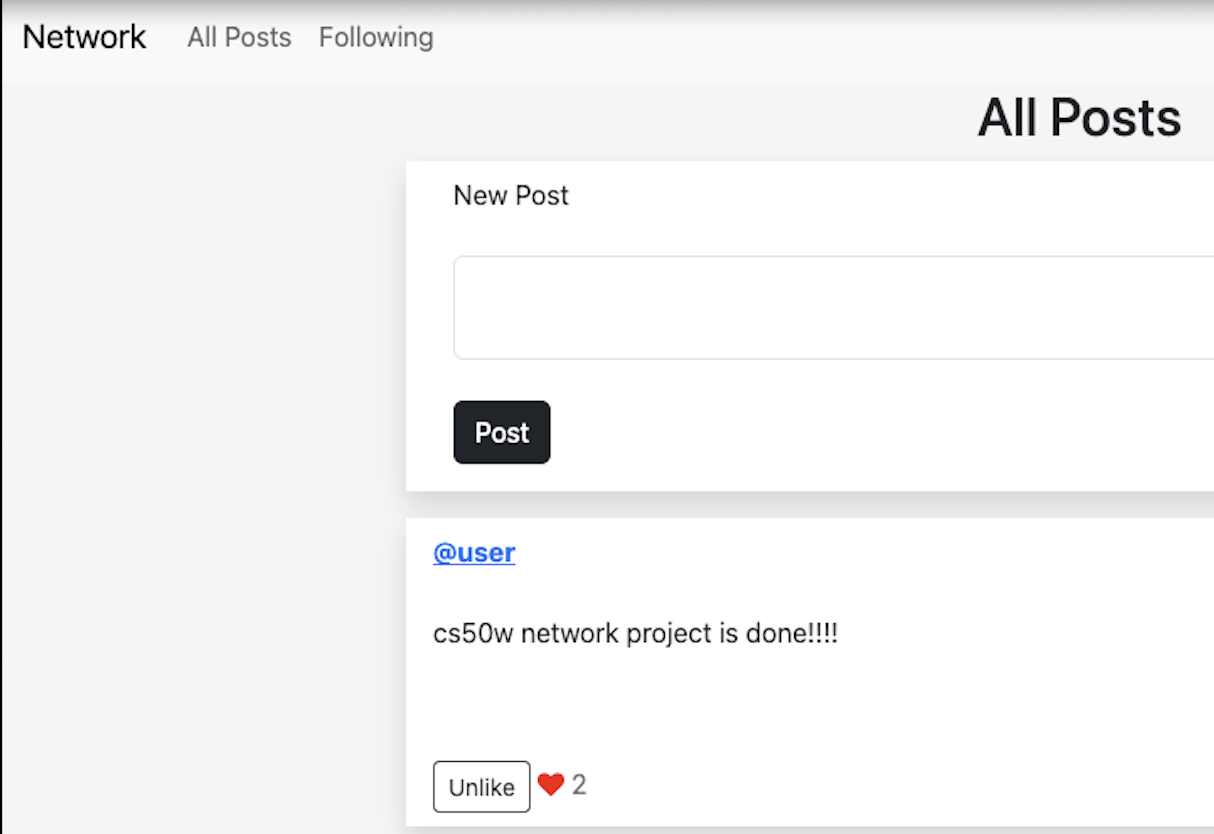 Network All Posts Following
All Posts
New Post
Post
@user
cs50w network project is done!!!!
Unlike 2